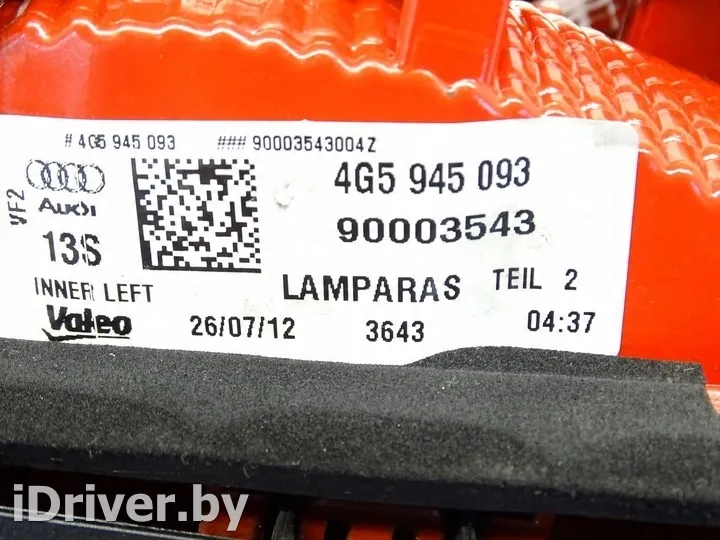 # 4G5 945 093 ### 90003543004Z
VF2
Audi
4G5 945 093
90003543
13S
INNER LEFT
LAMPARAS TEIL 2
Valeo 26/07/12 3643 04:37
iDriver.by